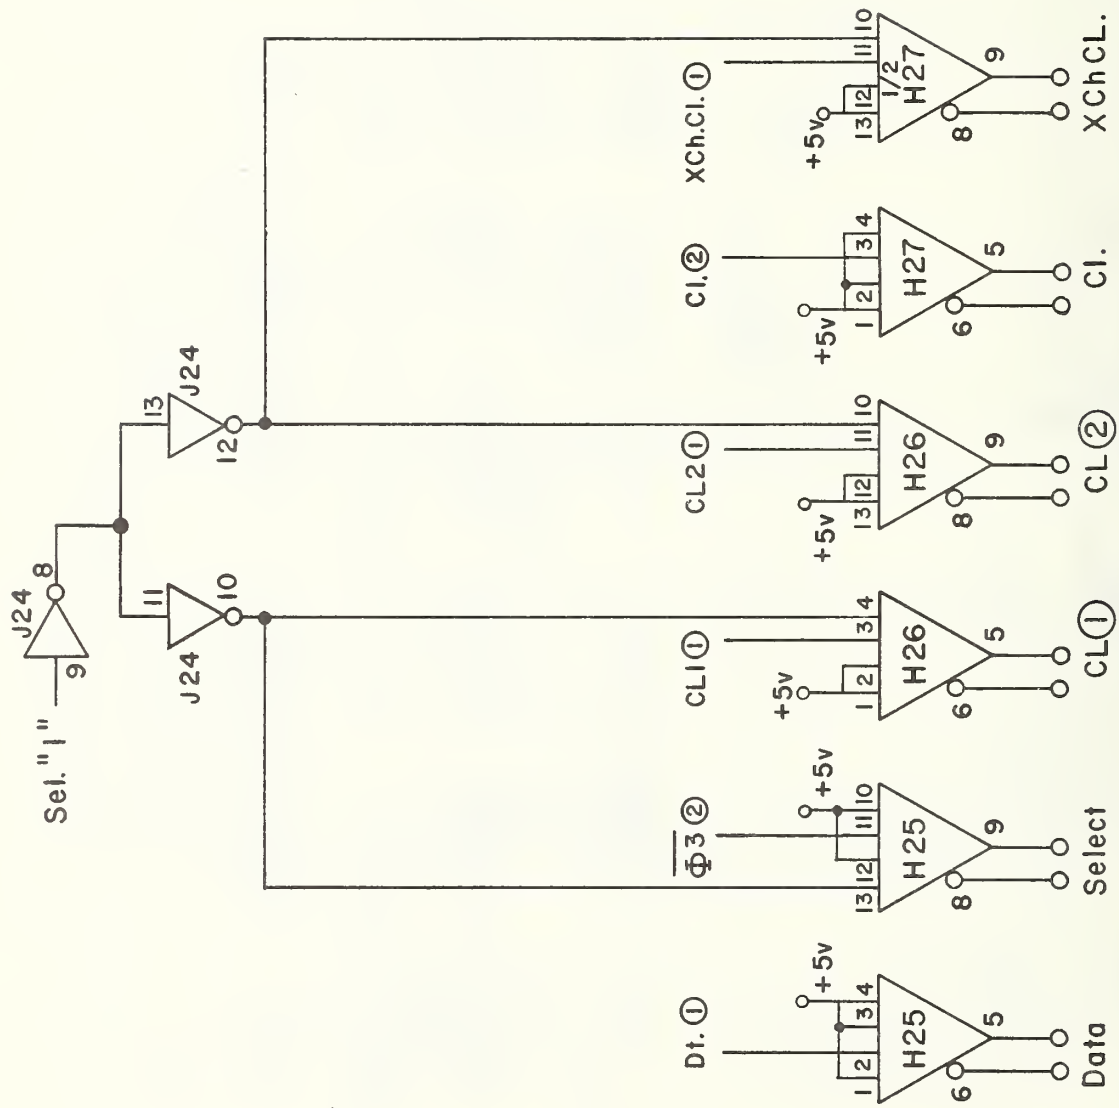 Sel."1"
J24
9
8
11
J24
10
13
J24
12
Dt.①
+5v
1
2
3
4
H25
6
5
Data
Φ̅3̅②
+5v
13
12
11
10
H25
8
9
Select
CL1①
+5v
1
2
3
4
H26
6
5
CL①
CL2①
+5v
13
12
11
10
H26
8
9
CL②
Cl.②
+5v
1
2
3
4
H27
6
5
Cl.
XCh.Cl.①
+5v
13
12
11
10
1/2
H27
8
9
XChCL.